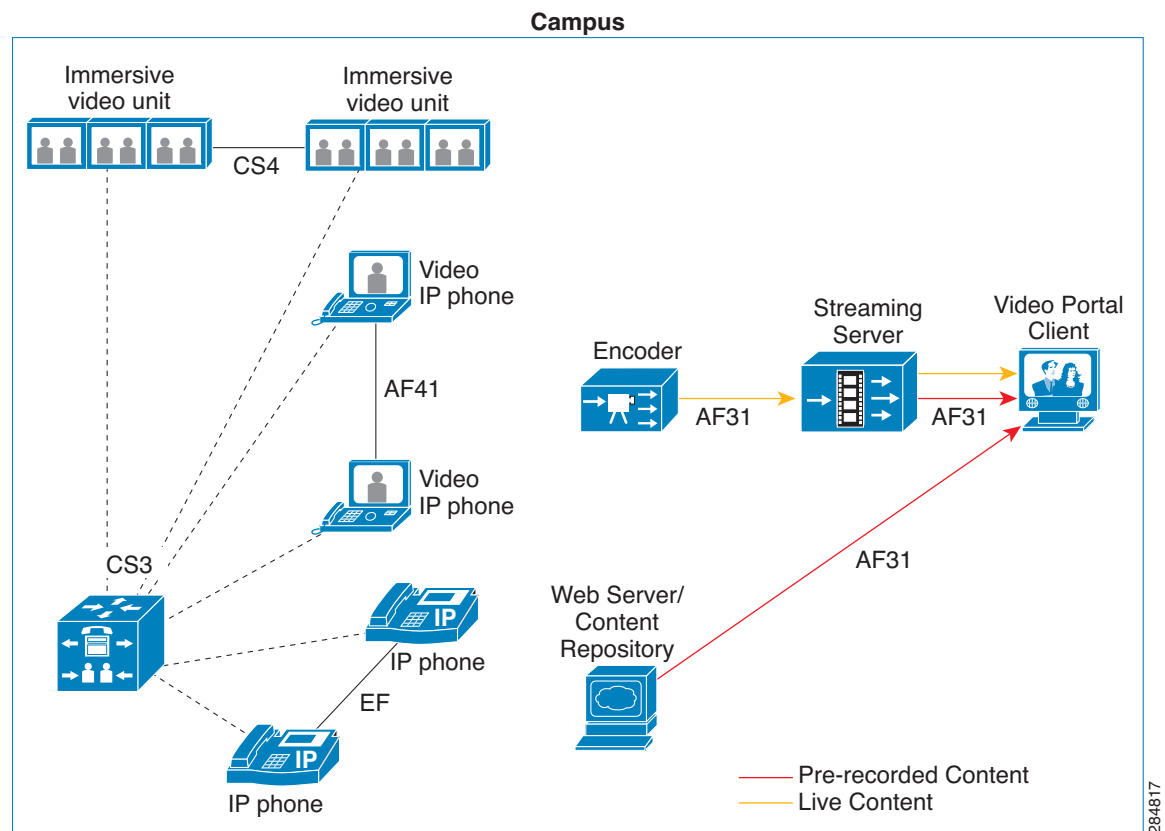 Campus
Immersive
video unit
Immersive
video unit
CS4
Video
IP phone
AF41
Video
IP phone
CS3
IP
IP phone
EF
IP
IP phone
Encoder
AF31
Streaming
Server
AF31
Video Portal
Client
AF31
Web Server/
Content
Repository
Pre-recorded Content
Live Content
284817